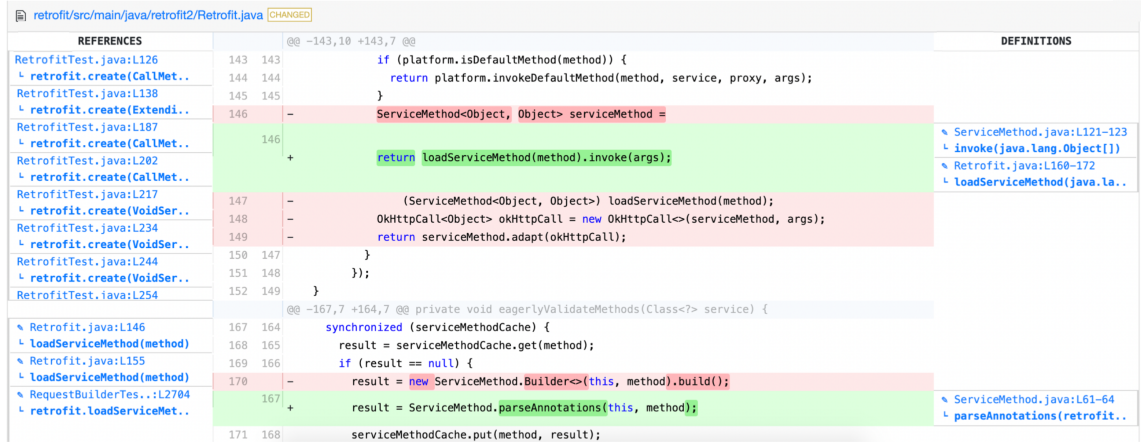 retrofit/src/main/java/retrofit2/Retrofit.java CHANGED
REFERENCES
DEFINITIONS
RetrofitTest.java:L126
└ retrofit.create(CallMet..
RetrofitTest.java:L138
└ retrofit.create(Extendi..
RetrofitTest.java:L187
└ retrofit.create(CallMet..
RetrofitTest.java:L202
└ retrofit.create(CallMet..
RetrofitTest.java:L217
└ retrofit.create(VoidSer..
RetrofitTest.java:L234
└ retrofit.create(VoidSer..
RetrofitTest.java:L244
└ retrofit.create(VoidSer..
RetrofitTest.java:L254
✎ Retrofit.java:L146
└ loadServiceMethod(method)
✎ Retrofit.java:L155
└ loadServiceMethod(method)
✎ RequestBuilderTes..:L2704
└ retrofit.loadServiceMet..
@@ -143,10 +143,7 @@
143 143 if (platform.isDefaultMethod(method)) {
144 144 return platform.invokeDefaultMethod(method, service, proxy, args);
145 145 }
146 - ServiceMethod<Object, Object> serviceMethod =
146 + return loadServiceMethod(method).invoke(args);
147 - (ServiceMethod<Object, Object>) loadServiceMethod(method);
148 - OkHttpCall<Object> okHttpCall = new OkHttpCall<>(serviceMethod, args);
149 - return serviceMethod.adapt(okHttpCall);
150 147 }
151 148 });
152 149 }
@@ -167,7 +164,7 @@ private void eagerlyValidateMethods(Class<?> service) {
167 164 synchronized (serviceMethodCache) {
168 165 result = serviceMethodCache.get(method);
169 166 if (result == null) {
170 - result = new ServiceMethod.Builder<>(this, method).build();
167 + result = ServiceMethod.parseAnnotations(this, method);
171 168 serviceMethodCache.put(method, result);
✎ ServiceMethod.java:L121-123
└ invoke(java.lang.Object[])
✎ Retrofit.java:L160-172
└ loadServiceMethod(java.la..
✎ ServiceMethod.java:L61-64
└ parseAnnotations(retrofit..